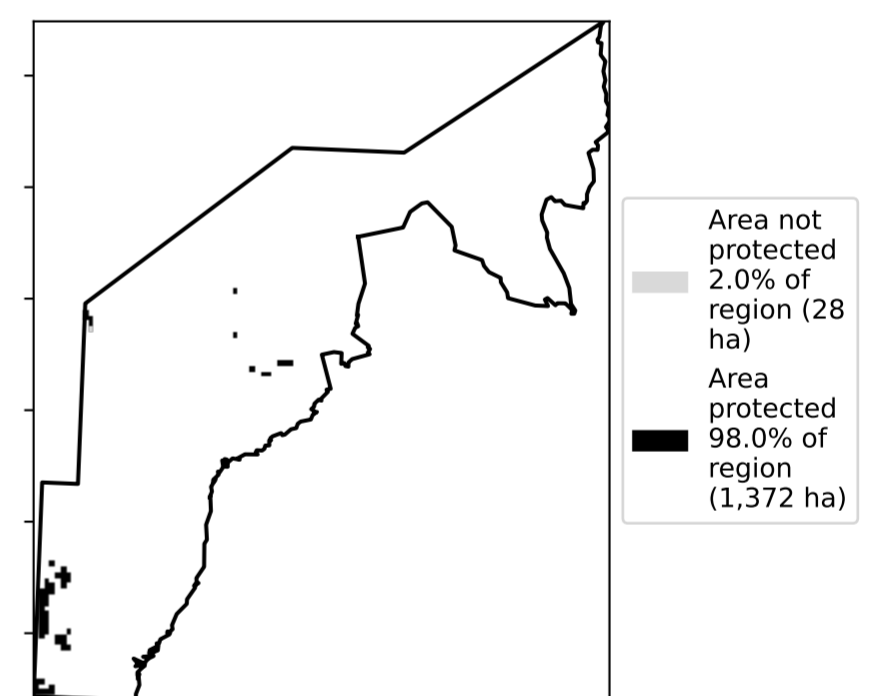 Area not
protected
2.0% of
region (28
ha)
Area
protected
98.0% of
region
(1,372 ha)